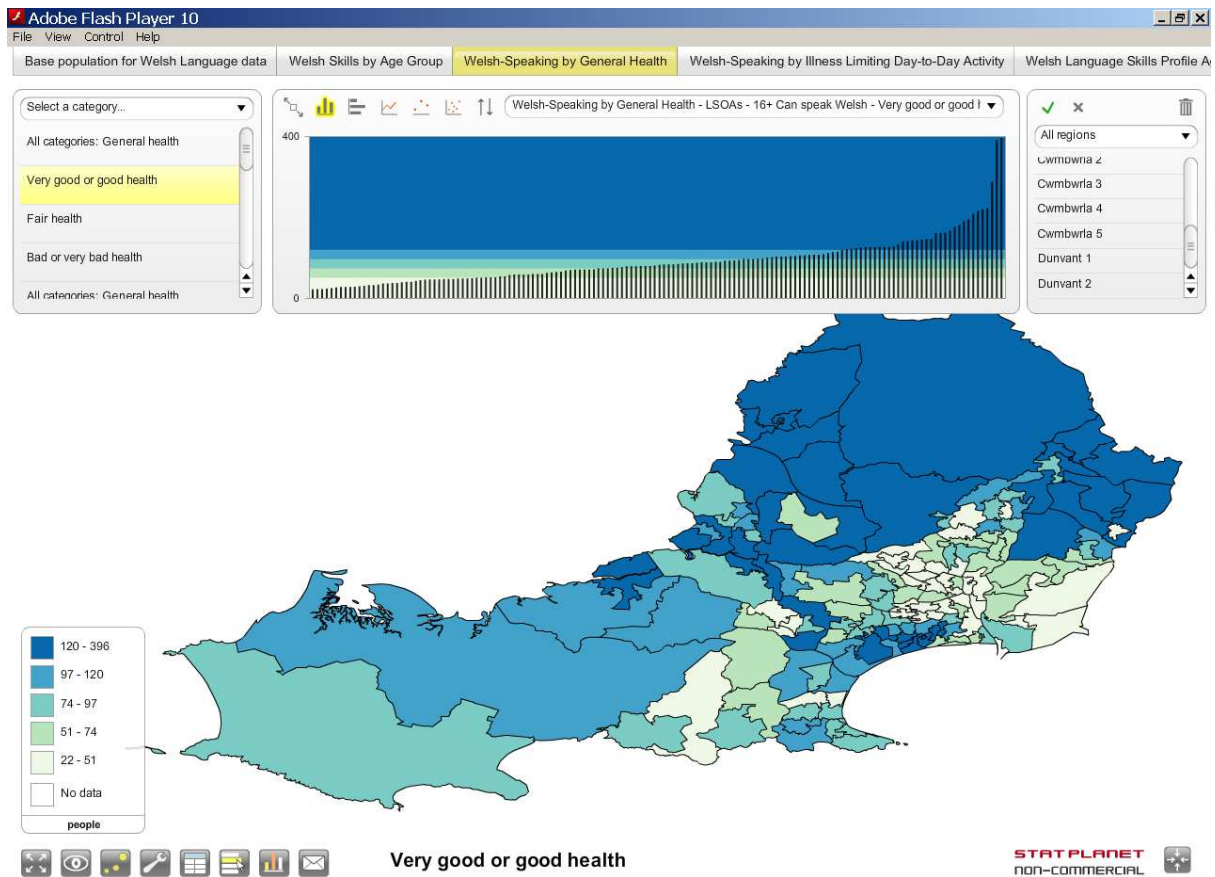 Adobe Flash Player 10
File View Control Help
Base population for Welsh Language data
Welsh Skills by Age Group
Welsh-Speaking by General Health
Welsh-Speaking by Illness Limiting Day-to-Day Activity
Welsh Language Skills Profile A
Select a category...
All categories: General health
Very good or good health
Fair health
Bad or very bad health
All categories: General health
Welsh-Speaking by General Health - LSOAs - 16+ Can speak Welsh - Very good or good
400
0
All regions
Cwmbwrla 2
Cwmbwrla 3
Cwmbwrla 4
Cwmbwrla 5
Dunvant 1
Dunvant 2
120 - 396
97 - 120
74 - 97
51 - 74
22 - 51
No data
people
Very good or good health
STATPLANET
NON-COMMERCIAL